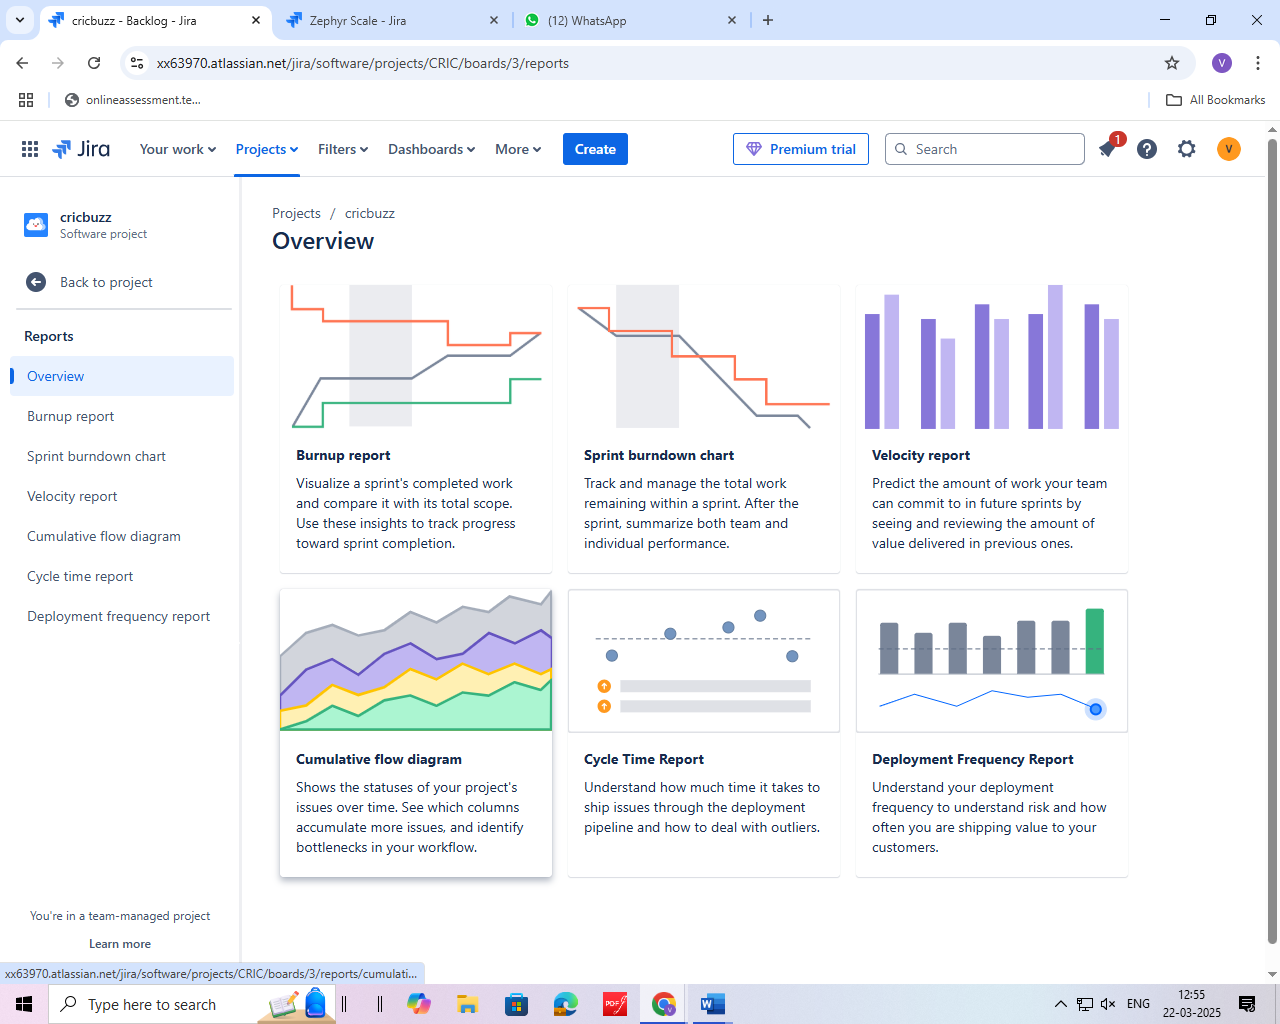 cricbuzz - Backlog - Jira
Zephyr Scale - Jira
(12) WhatsApp
xx63970.atlassian.net/jira/software/projects/CRIC/boards/3/reports
V
onlineassessment.te...
All Bookmarks
Jira
Your work
Projects
Filters
Dashboards
More
Create
Premium trial
Search
1
V
cricbuzz
Software project
Back to project
Reports
Overview
Burnup report
Sprint burndown chart
Velocity report
Cumulative flow diagram
Cycle time report
Deployment frequency report
You're in a team-managed project
Learn more
Projects / cricbuzz
Overview
Burnup report
Visualize a sprint's completed work
and compare it with its total scope.
Use these insights to track progress
toward sprint completion.
Sprint burndown chart
Track and manage the total work
remaining within a sprint. After the
sprint, summarize both team and
individual performance.
Velocity report
Predict the amount of work your team
can commit to in future sprints by
seeing and reviewing the amount of
value delivered in previous ones.
Cumulative flow diagram
Shows the statuses of your project's
issues over time. See which columns
accumulate more issues, and identify
bottlenecks in your workflow.
Cycle Time Report
Understand how much time it takes to
ship issues through the deployment
pipeline and how to deal with outliers.
Deployment Frequency Report
Understand your deployment
frequency to understand risk and how
often you are shipping value to your
customers.
xx63970.atlassian.net/jira/software/projects/CRIC/boards/3/reports/cumulati...
Type here to search
PDF
V
W
ENG
12:55
22-03-2025